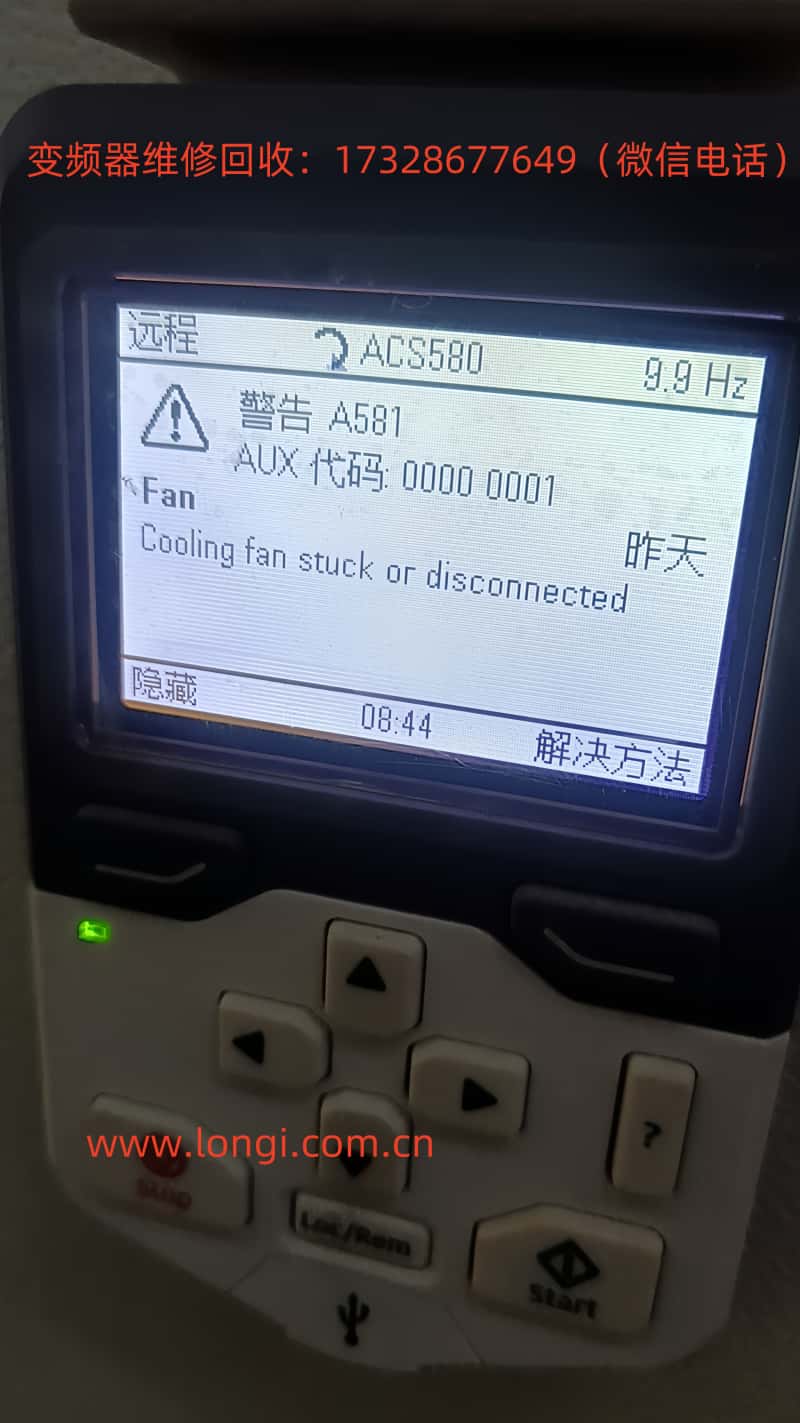 变频器维修回收：17328677649（微信电话）
远程 ACS580 9.9 Hz
警告 A581
AUX 代码: 0000 0001
Fan
昨天
Cooling fan stuck or disconnected
隐藏 08:44 解决方法
?
www.longi.com.cn
Loc/Rem
Start